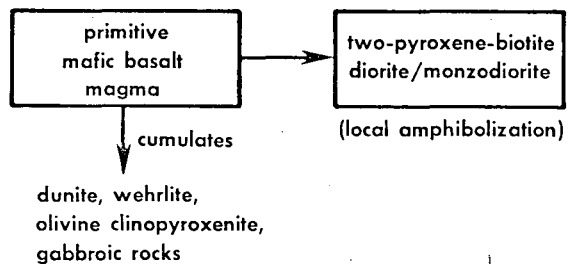 primitive
mafic basalt
magma
two-pyroxene-biotite
diorite/monzodiorite
(local amphibolization)
cumulates
dunite, wehrlite,
olivine clinopyroxenite,
gabbroic rocks